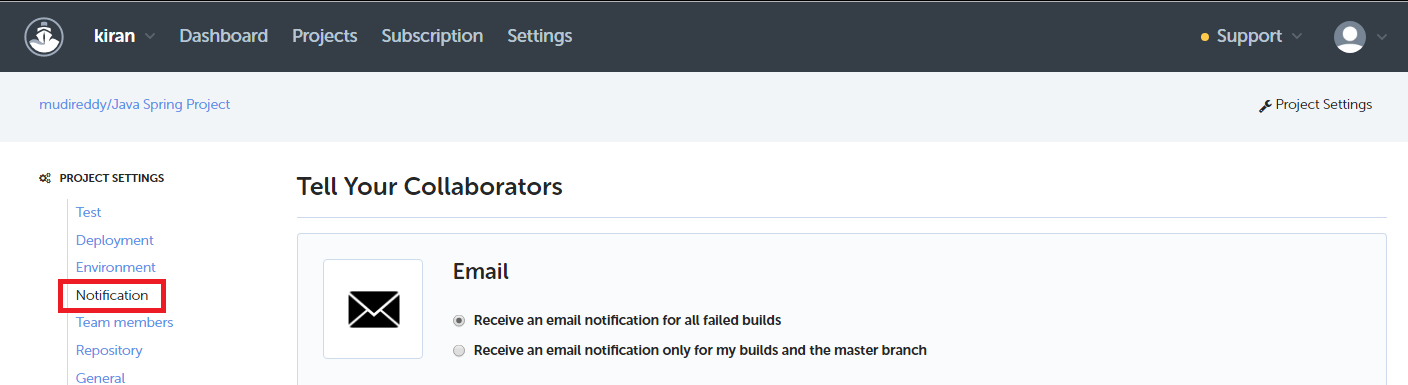 kiran Dashboard Projects Subscription Settings Support
mudireddy/Java Spring Project Project Settings
PROJECT SETTINGS
Test
Deployment
Environment
Notification
Team members
Repository
General
Tell Your Collaborators
Email
Receive an email notification for all failed builds
Receive an email notification only for my builds and the master branch